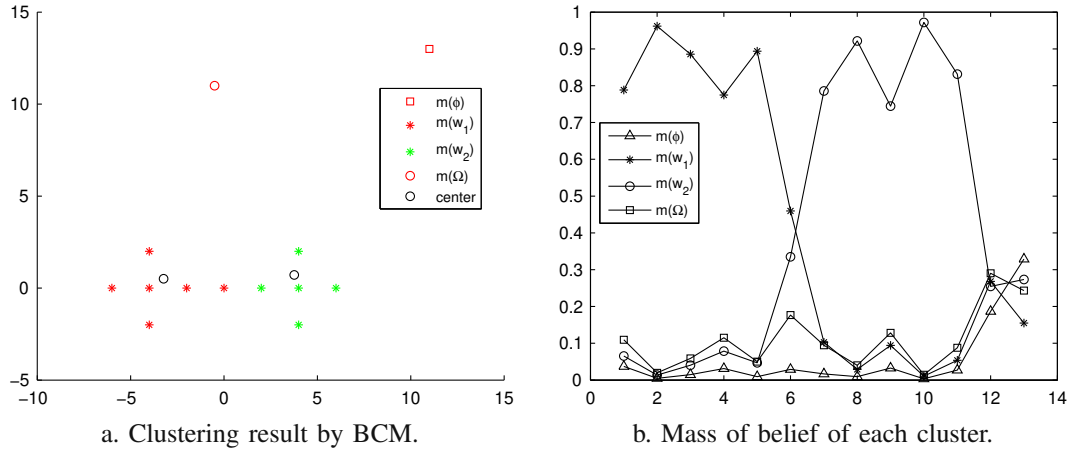 15
10
5
0
−5
−10
−5
0
5
10
15
m(ϕ)
m(w₁)
m(w₂)
m(Ω)
center
a. Clustering result by BCM.
1
0.9
0.8
0.7
0.6
0.5
0.4
0.3
0.2
0.1
0
0
2
4
6
8
10
12
14
m(ϕ)
m(w₁)
m(w₂)
m(Ω)
b. Mass of belief of each cluster.